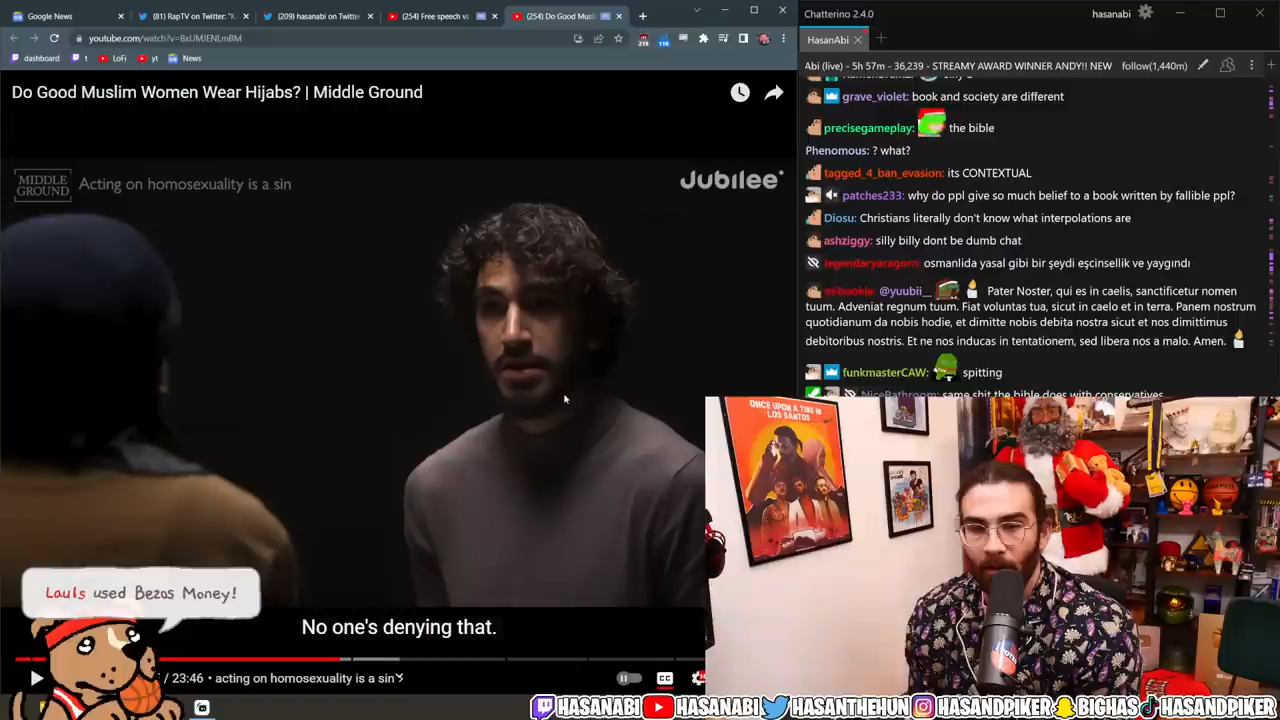 Google News
(81) RapTV on Twitter: "K
(209) hasanabi on Twitter
(254) Free speech vs
(254) Do Good Musli
youtube.com/watch?v=BxUMJENLmBM
219
118
dashboard
t
LoFi
yt
News
Do Good Muslim Women Wear Hijabs? | Middle Ground
MIDDLE
GROUND
Acting on homosexuality is a sin
Jubilee
Lauls used Bezos Money!
No one's denying that.
/ 23:46 • acting on homosexuality is a sin
CC
Chatterino 2.4.0
hasanabi
HasanAbi
Abi (live) - 5h 57m - 36,239 - STREAMY AWARD WINNER ANDY!! NEW
follow(1,440m)
grave_violet: book and society are different
precisegameplay: the bible
Phenomous: ? what?
tagged_4_ban_evasion: its CONTEXTUAL
patches233: why do ppl give so much belief to a book written by fallible ppl?
Diosu: Christians literally don't know what interpolations are
ashziggy: silly billy dont be dumb chat
osmanlida yasal gibi bir şeydi eşcinsellik ve yaygındı
@yuubii__ Pater Noster, qui es in caelis, sanctificetur nomen
tuum. Adveniat regnum tuum. Fiat voluntas tua, sicut in caelo et in terra. Panem nostrum
quotidianum da nobis hodie, et dimitte nobis debita nostra sicut et nos dimittimus
debitoribus nostris. Et ne nos inducas in tentationem, sed libera nos a malo. Amen.
funkmasterCAW: spitting
NiceBathroom: same shit the bible does with conservatives
ONCE UPON A TIME IN
LOS SANTOS
HASANABI
HASANABI
HASANTHEHUN
HASANDPIKER
BIGHAS
HASANDPIKER